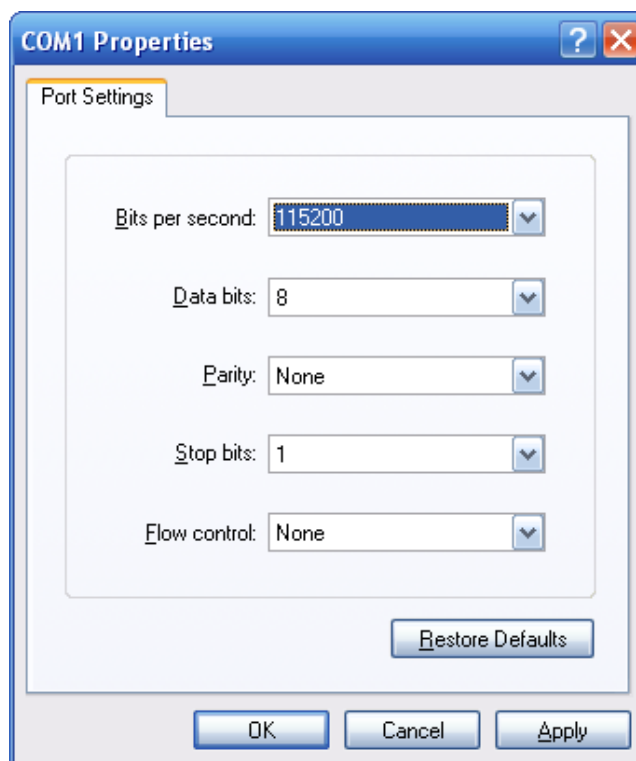 COM1 Properties
Port Settings
Bits per second: 115200
Data bits: 8
Parity: None
Stop bits: 1
Flow control: None
Restore Defaults
OK Cancel Apply